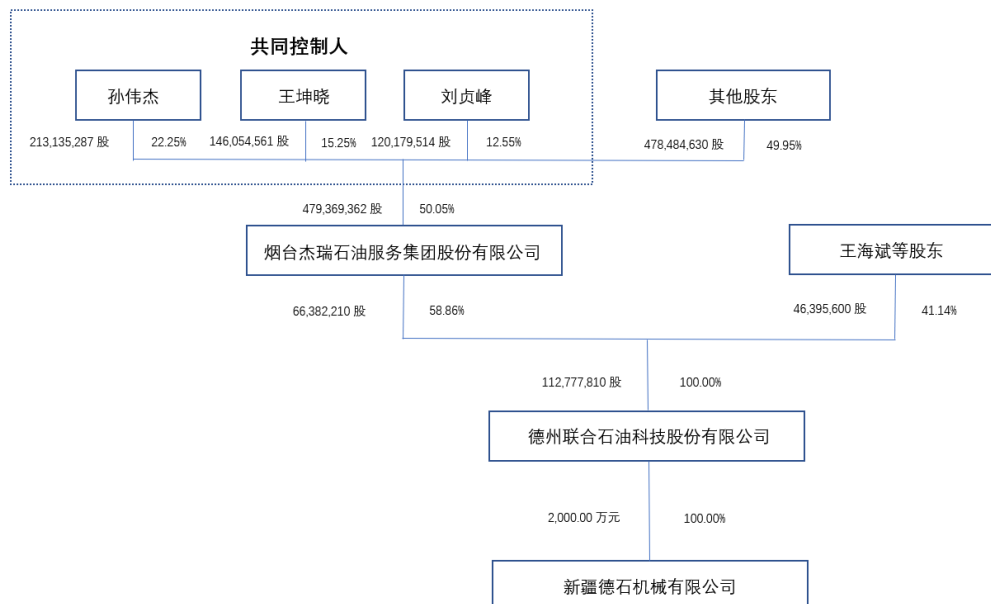 共同控制人
孙伟杰
王坤晓
刘贞峰
其他股东
213,135,287 股 22.25%
146,054,561 股 15.25%
120,179,514 股 12.55%
478,484,630 股 49.95%
479,369,362 股 50.05%
烟台杰瑞石油服务集团股份有限公司
王海斌等股东
66,382,210 股 58.86%
46,395,600 股 41.14%
112,777,810 股 100.00%
德州联合石油科技股份有限公司
2,000.00 万元 100.00%
新疆德石机械有限公司